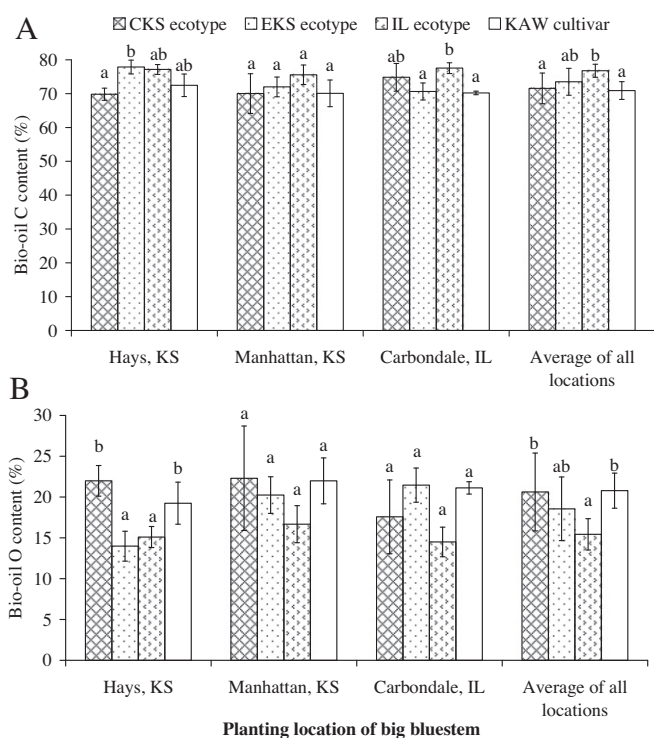 A
CKS ecotype EKS ecotype IL ecotype KAW cultivar
Bio-oil C content (%)
90
80
70
60
50
40
30
20
10
0
a b ab ab
a a a a
ab a b a
a ab b a
Hays, KS Manhattan, KS Carbondale, IL Average of all
locations
B
Bio-oil O content (%)
30
25
20
15
10
5
0
b a a b
a a a a
a a a a
b ab a b
Hays, KS Manhattan, KS Carbondale, IL Average of all
locations
Planting location of big bluestem